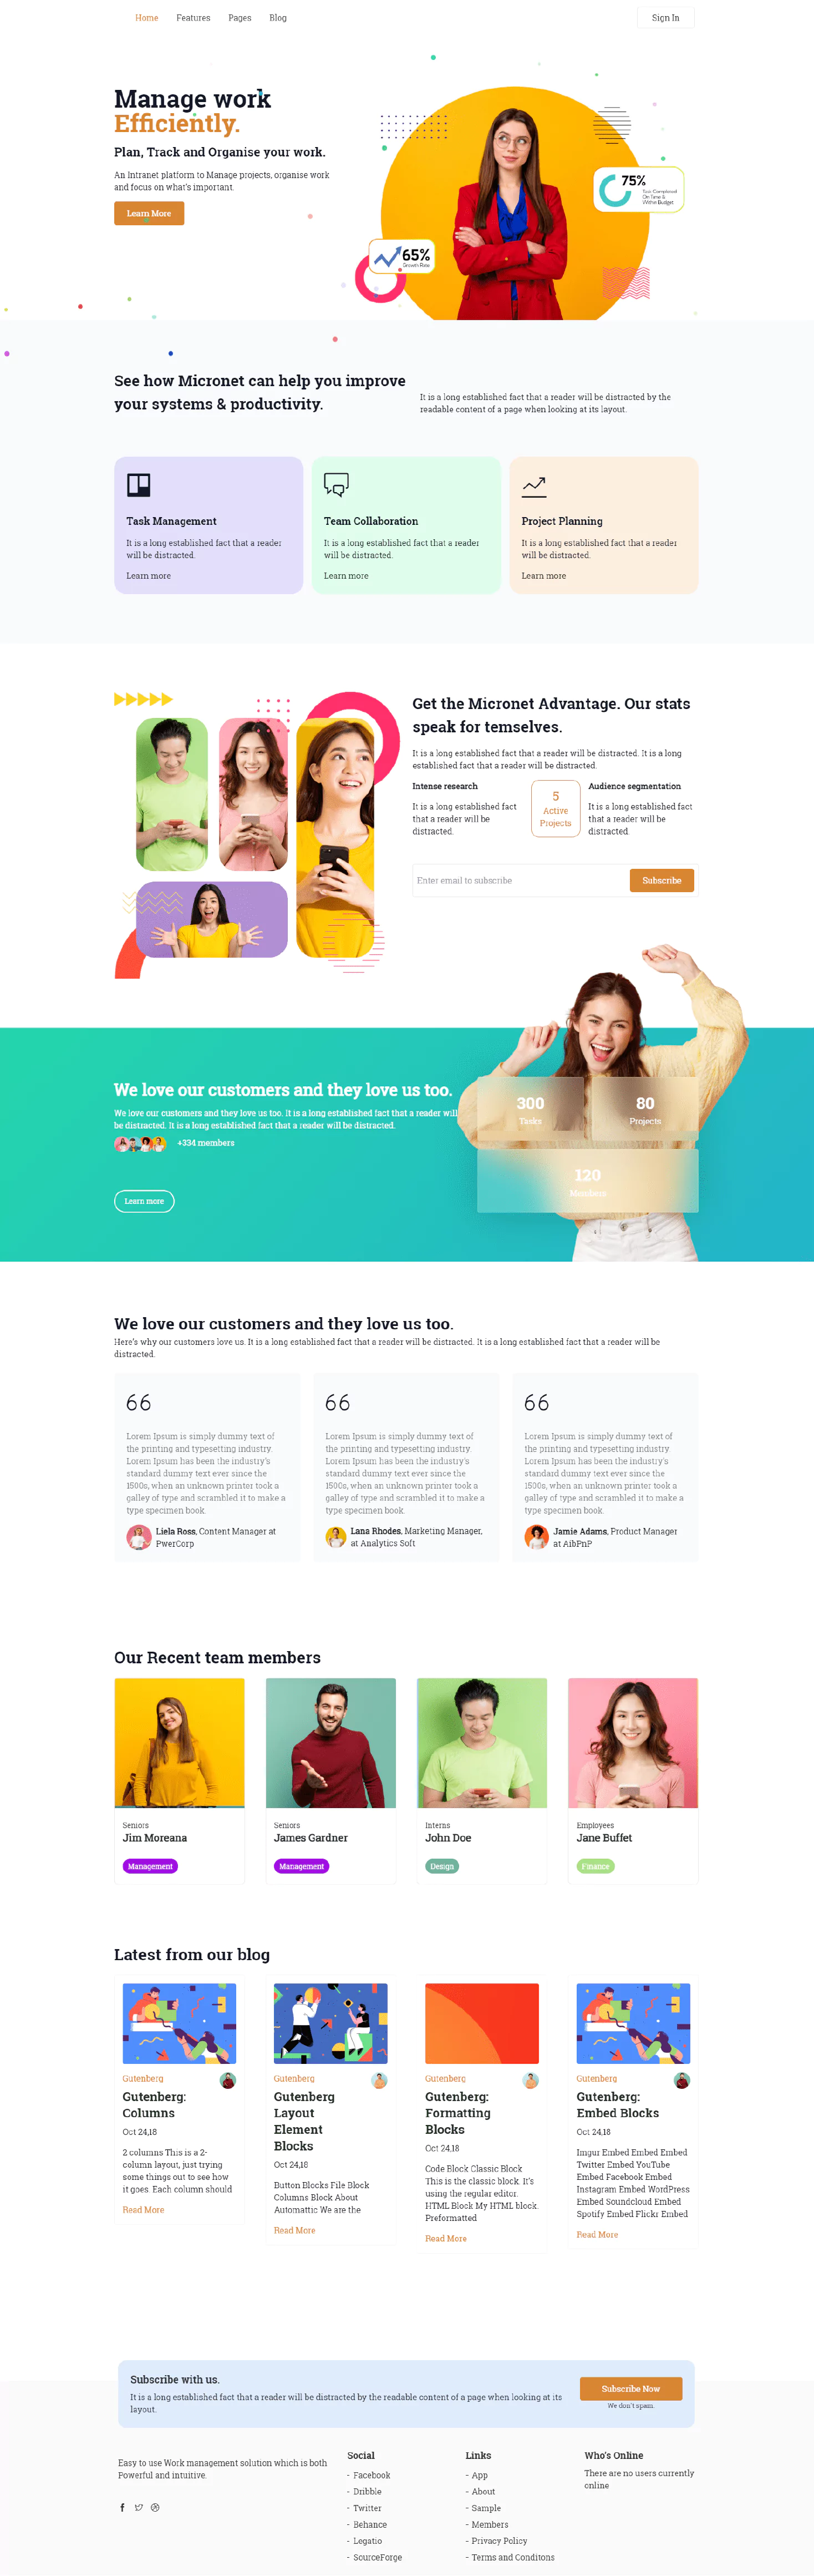 Home Features Pages Blog Sign In
Manage work
Efficiently.
Plan, Track and Organise your work.
An Intranet platform to Manage projects, organise work
and focus on what's important.
Learn More
75%
Task Completed
On Time &
Within Budget
65%
Growth Rate
See how Micronet can help you improve
your systems & productivity.
It is a long established fact that a reader will be distracted by the
readable content of a page when looking at its layout.
Task Management
It is a long established fact that a reader
will be distracted.
Learn more
Team Collaboration
It is a long established fact that a reader
will be distracted.
Learn more
Project Planning
It is a long established fact that a reader
will be distracted.
Learn more
Get the Micronet Advantage. Our stats
speak for temselves.
It is a long established fact that a reader will be distracted. It is a long
established fact that a reader will be distracted.
Intense research
It is a long established fact
that a reader will be
distracted.
5
Active
Projects
Audience segmentation
It is a long established fact
that a reader will be
distracted.
Enter email to subscribe
Subscribe
We love our customers and they love us too.
We love our customers and they love us too. It is a long established fact that a reader will
be distracted. It is a long established fact that a reader will be distracted.
+334 members
Learn more
300
Tasks
80
Projects
120
Members
We love our customers and they love us too.
Here's why our customers love us. It is a long established fact that a reader will be distracted. It is a long established fact that a reader will be
distracted.
66
Lorem Ipsum is simply dummy text of
the printing and typesetting industry.
Lorem Ipsum has been the industry's
standard dummy text ever since the
1500s, when an unknown printer took a
galley of type and scrambled it to make a
type specimen book.
Liela Ross, Content Manager at
PwerCorp
66
Lorem Ipsum is simply dummy text of
the printing and typesetting industry.
Lorem Ipsum has been the industry's
standard dummy text ever since the
1500s, when an unknown printer took a
galley of type and scrambled it to make a
type specimen book.
Lana Rhodes, Marketing Manager,
at Analytics Soft
66
Lorem Ipsum is simply dummy text of
the printing and typesetting industry.
Lorem Ipsum has been the industry's
standard dummy text ever since the
1500s, when an unknown printer took a
galley of type and scrambled it to make a
type specimen book.
Jamie Adams, Product Manager
at AibPnP
Our Recent team members
Seniors
Jim Moreana
Management
Seniors
James Gardner
Management
Interns
John Doe
Design
Employees
Jane Buffet
Finance
Latest from our blog
Gutenberg
Gutenberg:
Columns
Oct 24,18
2 columns This is a 2-
column layout, just trying
some things out to see how
it goes. Each column should
Read More
Gutenberg
Gutenberg
Layout
Element
Blocks
Oct 24,18
Button Blocks File Block
Columns Block About
Automattic We are the
Read More
Gutenberg
Gutenberg:
Formatting
Blocks
Oct 24,18
Code Block Classic Block
This is the classic block. It's
using the regular editor.
HTML Block My HTML block.
Preformatted
Read More
Gutenberg
Gutenberg:
Embed Blocks
Oct 24,18
Imgur Embed Embed Embed
Twitter Embed YouTube
Embed Facebook Embed
Instagram Embed WordPress
Embed Soundcloud Embed
Spotify Embed Flickr Embed
Read More
Subscribe with us.
It is a long established fact that a reader will be distracted by the readable content of a page when looking at its
layout.
Subscribe Now
We don't spam.
Easy to use Work management solution which is both
Powerful and intuitive.
Social
- Facebook
- Dribble
- Twitter
- Behance
- Legatio
- SourceForge
Links
- App
- About
- Sample
- Members
- Privacy Policy
- Terms and Conditons
Who's Online
There are no users currently
online